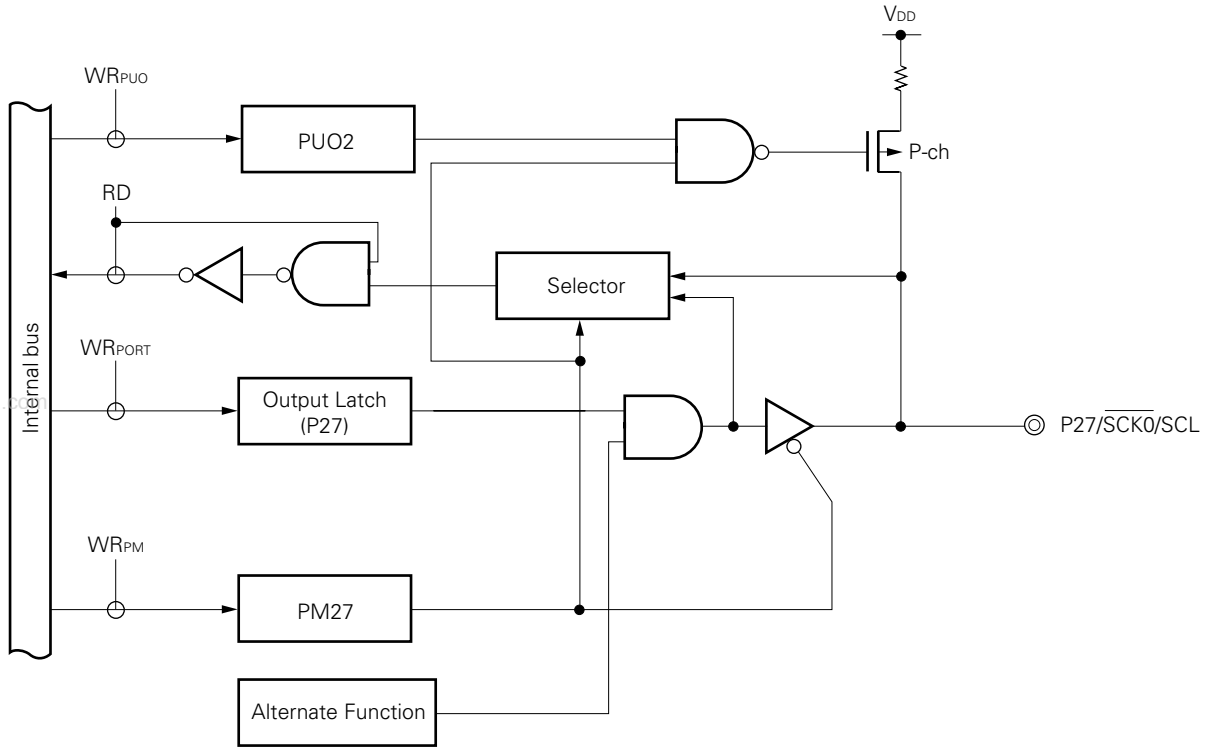 VDD
WRPUO
PUO2
P-ch
RD
Selector
Internal bus
WRPORT
Output Latch
(P27)
.com
P27/SCK0/SCL
WRPM
PM27
Alternate Function